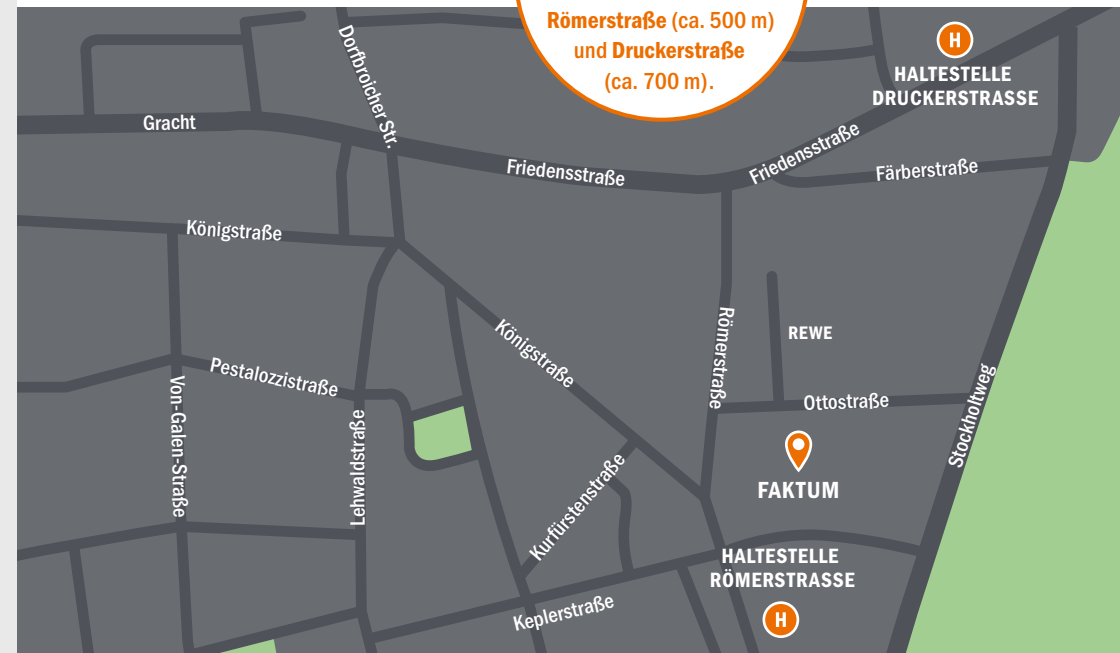 Römerstraße (ca. 500 m)
und Druckerstraße
(ca. 700 m).
H
HALTESTELLE
DRUCKERSTRASSE
Dorfbroicher Str.
Gracht
Friedensstraße
Friedensstraße
Färberstraße
Königstraße
Königstraße
Römerstraße
REWE
Pestalozzistraße
Von-Galen-Straße
Lehwaldstraße
Ottostraße
Stockholtweg
FAKTUM
Kurfürstenstraße
HALTESTELLE
RÖMERSTRASSE
H
Keplerstraße